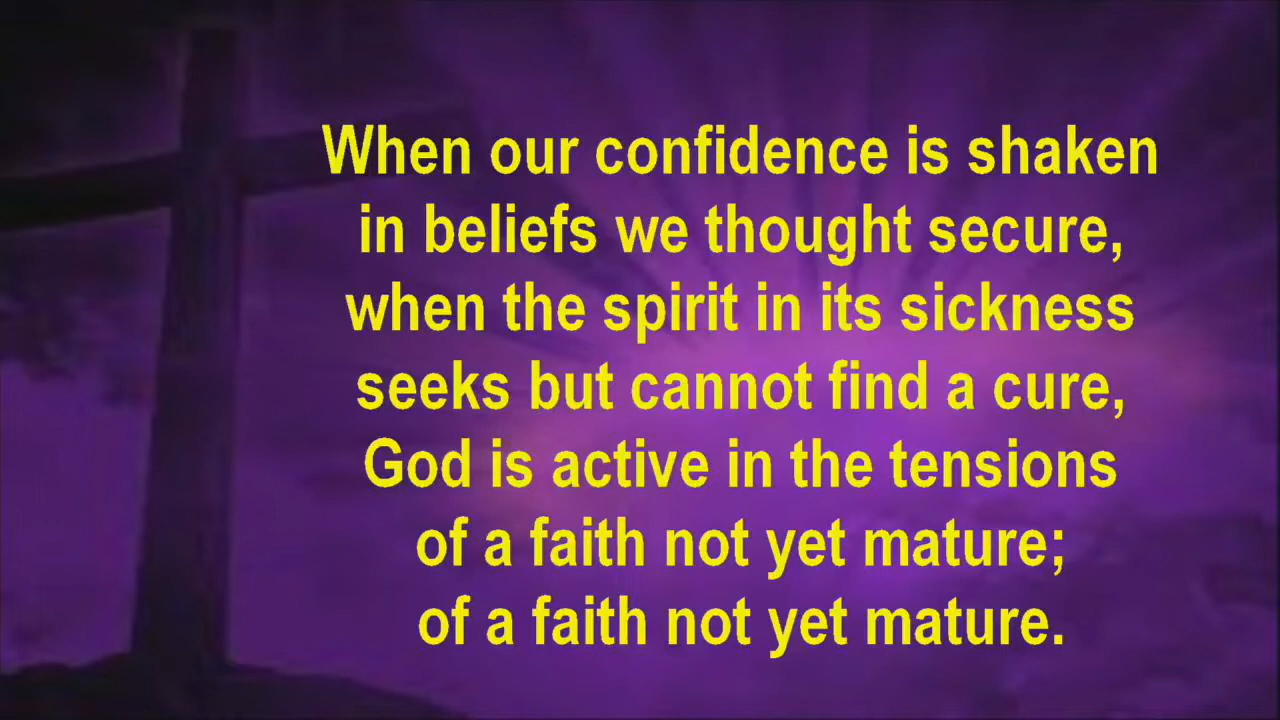 When our confidence is shaken
in beliefs we thought secure,
when the spirit in its sickness
seeks but cannot find a cure,
God is active in the tensions
of a faith not yet mature;
of a faith not yet mature.